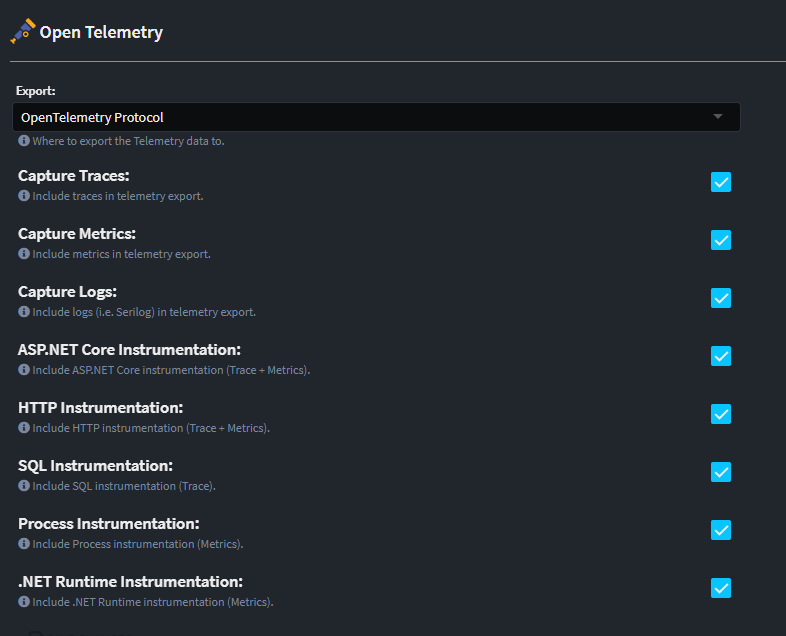 Open Telemetry
Export:
OpenTelemetry Protocol
Where to export the Telemetry data to.
Capture Traces:
Include traces in telemetry export.
Capture Metrics:
Include metrics in telemetry export.
Capture Logs:
Include logs (i.e. Serilog) in telemetry export.
ASP.NET Core Instrumentation:
Include ASP.NET Core instrumentation (Trace + Metrics).
HTTP Instrumentation:
Include HTTP instrumentation (Trace + Metrics).
SQL Instrumentation:
Include SQL instrumentation (Trace).
Process Instrumentation:
Include Process instrumentation (Metrics).
.NET Runtime Instrumentation:
Include .NET Runtime instrumentation (Metrics).